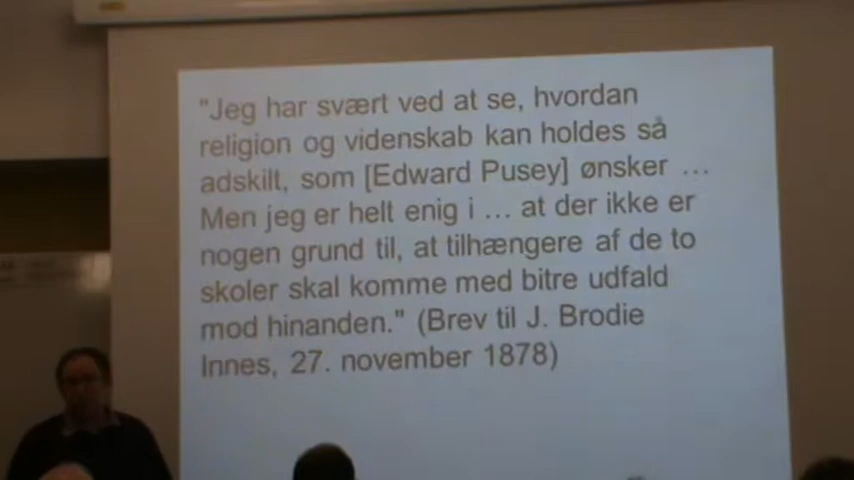 "Jeg har svært ved at se, hvordan
religion og videnskab kan holdes så
adskilt, som [Edward Pusey] ønsker ...
Men jeg er helt enig i ... at der ikke er
nogen grund til, at tilhængere af de to
skoler skal komme med bitre udfald
mod hinanden." (Brev til J. Brodie
Innes, 27. november 1878)